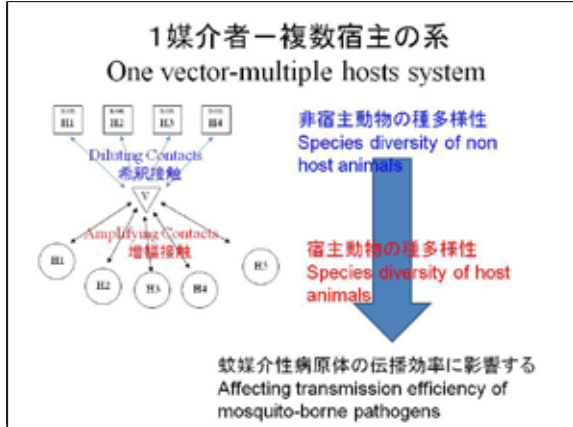 1媒介者－複数宿主の系
One vector-multiple hosts system
H1 H2 H3 H4
Diluting Contacts
希釈接触
V
Amplifying Contacts
増幅接触
H1
H2
H3
H4
H5
非宿主動物の種多様性
Species diversity of non
host animals
宿主動物の種多様性
Species diversity of host
animals
蚊媒介性病原体の伝播効率に影響する
Affecting transmission efficiency of
mosquito-borne pathogens